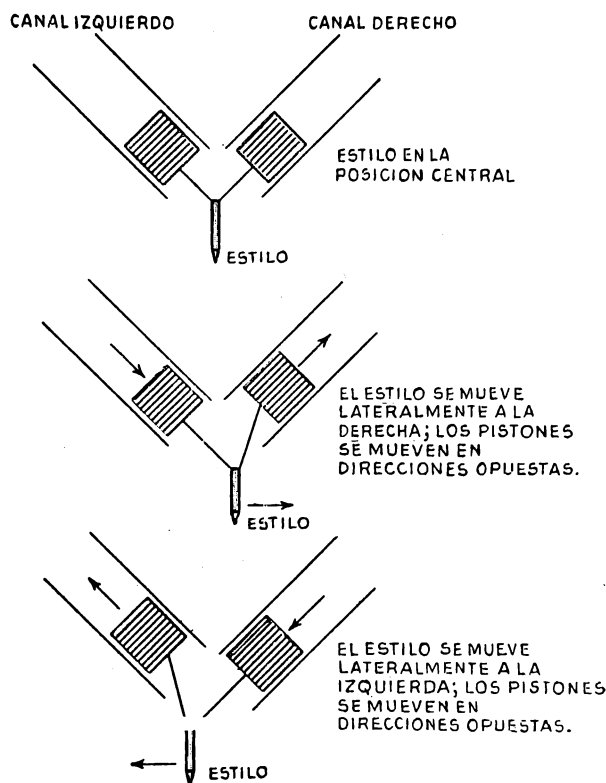 CANAL IZQUIERDO
CANAL DERECHO
ESTILO EN LA
POSICION CENTRAL
ESTILO
EL ESTILO SE MUEVE
LATERALMENTE A LA
DERECHA; LOS PISTONES
SE MUEVEN EN
DIRECCIONES OPUESTAS.
ESTILO
EL ESTILO SE MUEVE
LATERALMENTE A LA
IZQUIERDA; LOS PISTONES
SE MUEVEN EN
DIRECCIONES OPUESTAS.
ESTILO